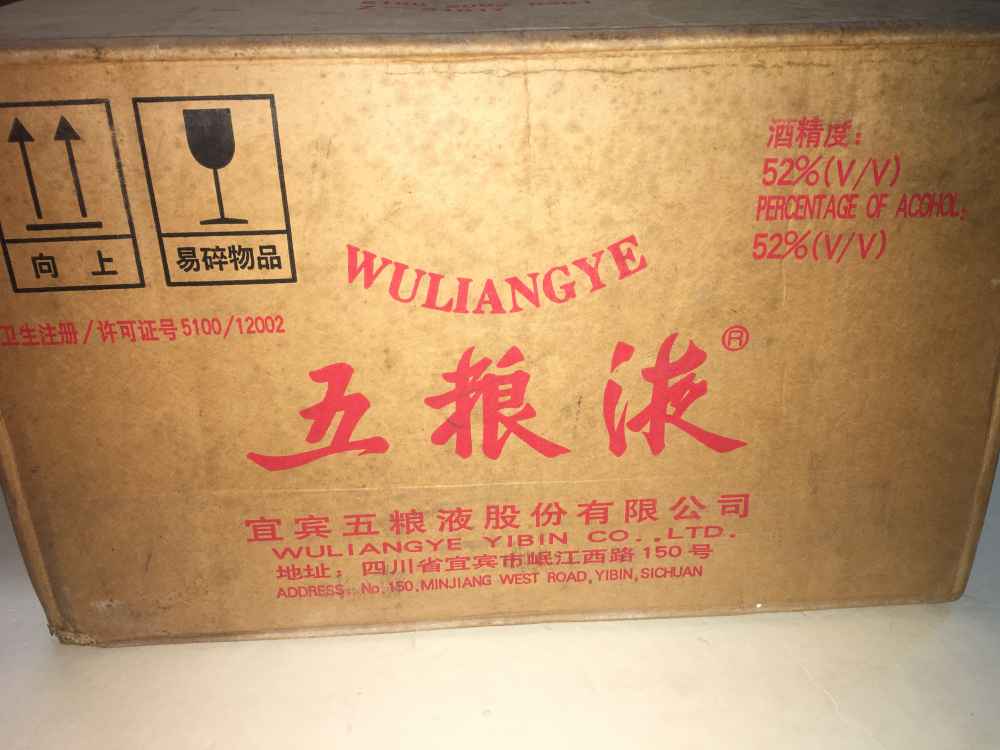 向 上
易碎物品
卫生注册/许可证号5100/12002
酒精度:
52%(V/V)
PERCENTAGE OF ACOHOL:
52%(V/V)
WULIANGYE
五粮液®
宜宾五粮液股份有限公司
WULIANGYE YIBIN CO.,LTD.
地址: 四川省宜宾市岷江西路150号
ADDRESS: No.150,MINJIANG WEST ROAD,YIBIN,SICHUAN